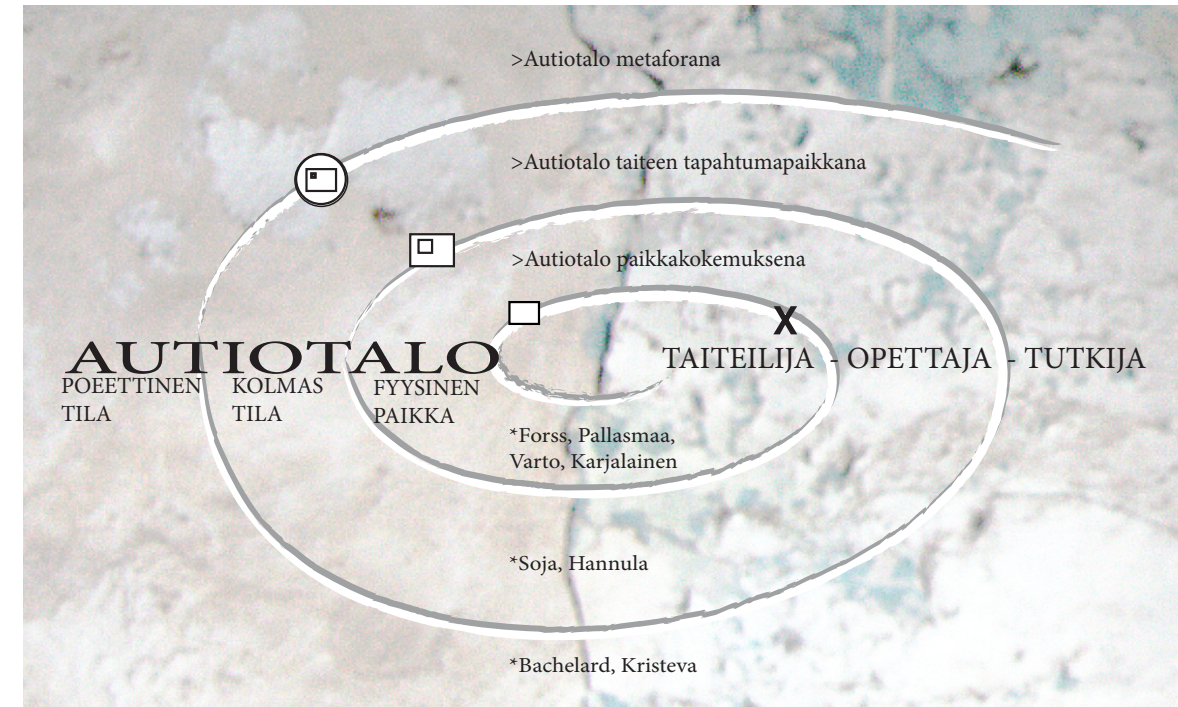 >Autiotalo metaforana
>Autiotalo taiteen tapahtumapaikkana
>Autiotalo paikkakokemuksena
X
AUTIOTALO
TAITEILIJA - OPETTAJA - TUTKIJA
POEETTINEN TILA
KOLMAS TILA
FYYSINEN PAIKKA
*Forss, Pallasmaa,
Varto, Karjalainen
*Soja, Hannula
*Bachelard, Kristeva